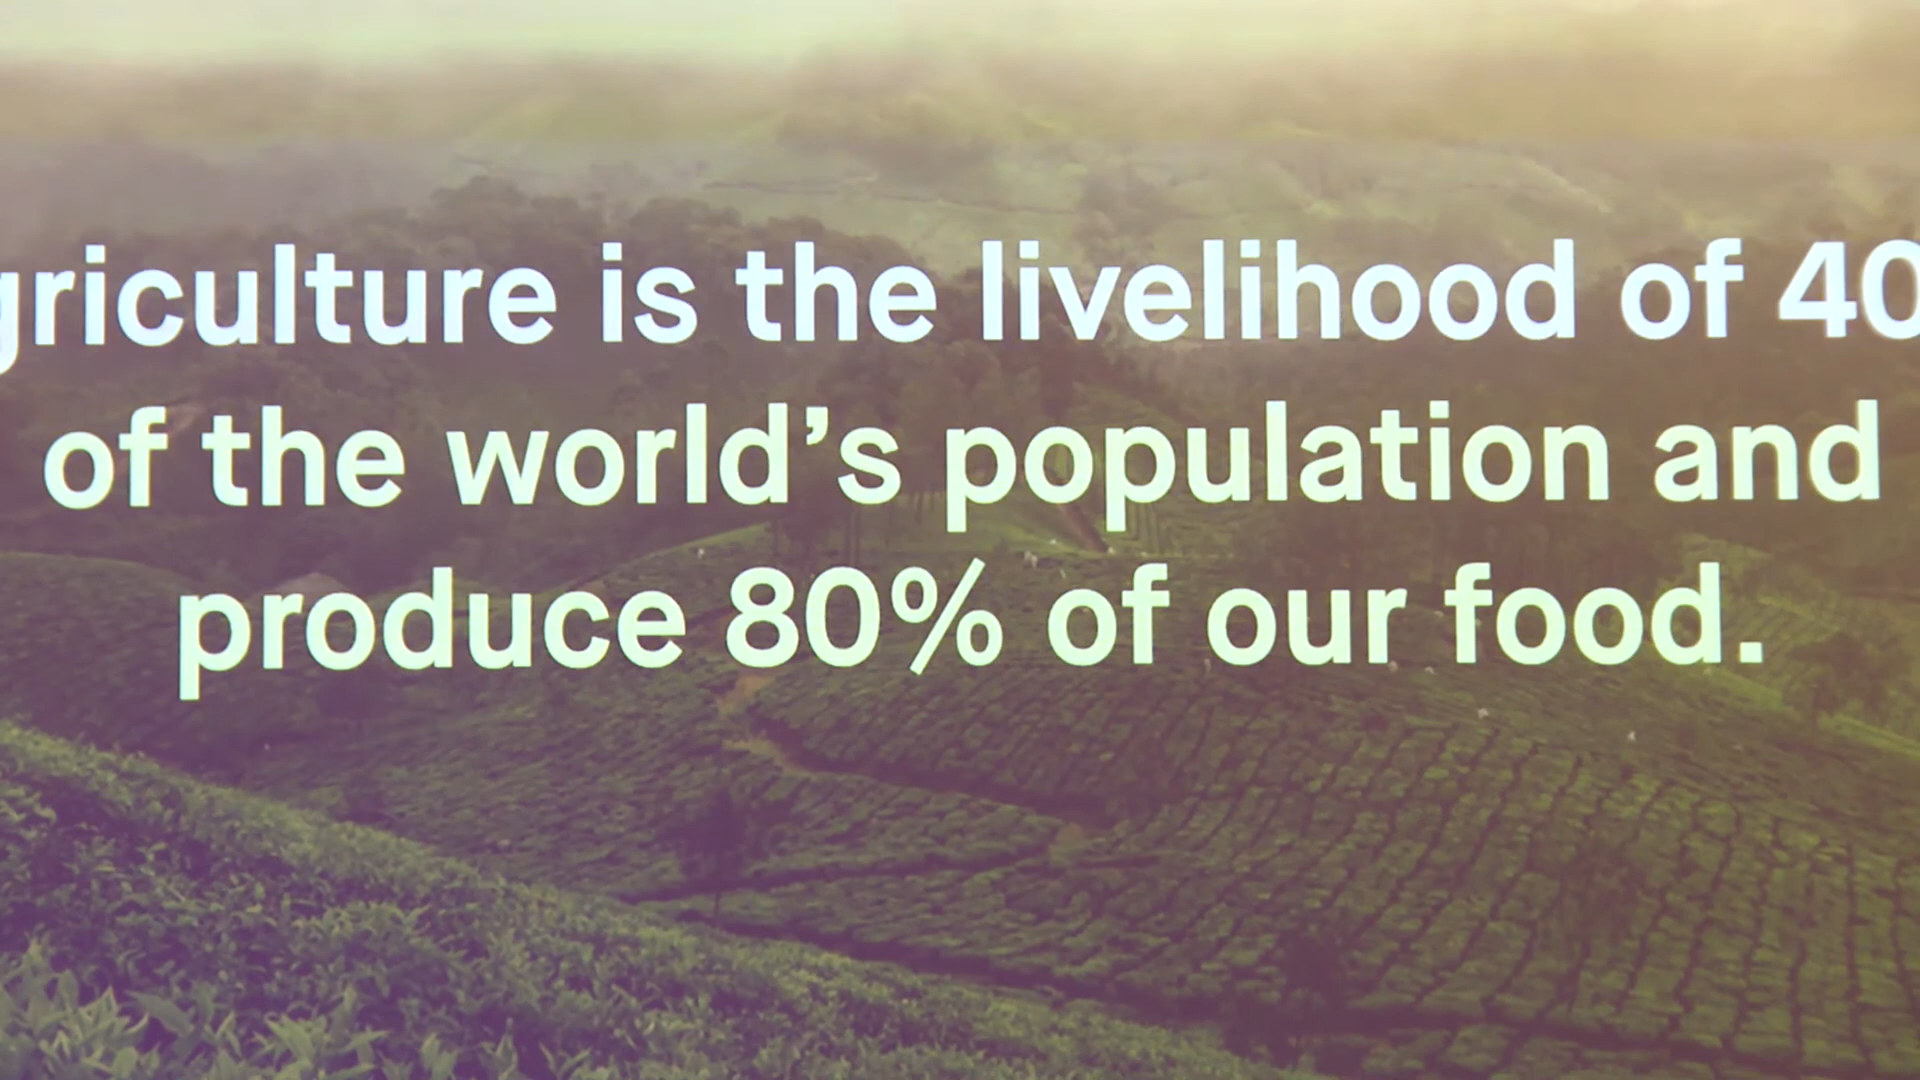 griculture is the livelihood of 40
of the world’s population and
produce 80% of our food.